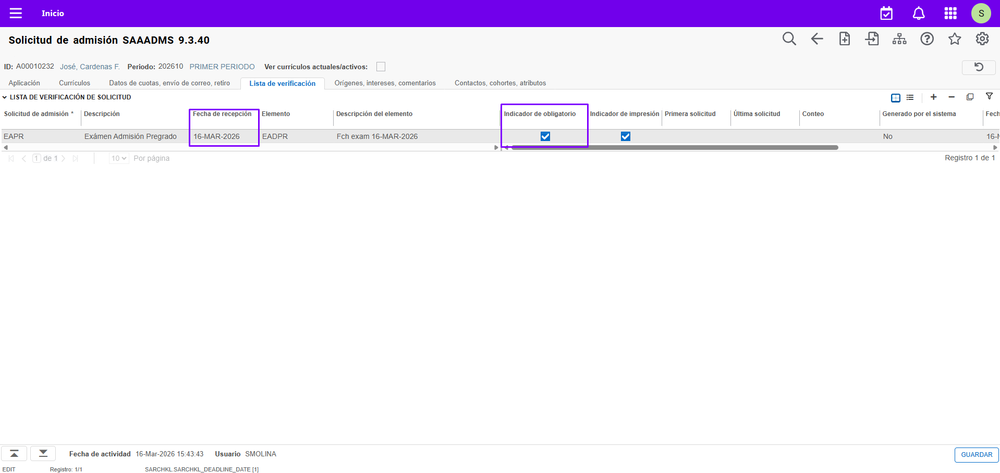 Inicio
S
Solicitud de admisión SAAADMS 9.3.40
ID: A00010232 José, Cardenas F. Periodo: 202610 PRIMER PERIODO Ver currículos actuales/activos:
Aplicación Currículos Datos de cuotas, envío de correo, retiro Lista de verificación Orígenes, intereses, comentarios Contactos, cohortes, atributos
LISTA DE VERIFICACIÓN DE SOLICITUD
Solicitud de admisión * Descripción Fecha de recepción Elemento Descripción del elemento Indicador de obligatorio Indicador de impresión Primera solicitud Última solicitud Conteo Generado por el sistema Fech
EAPR Exámen Admisión Pregrado 16-MAR-2026 EADPR Fch exam 16-MAR-2026 No 16-M
1 de 1 10 Por página Registro 1 de 1
Fecha de actividad 16-Mar-2026 15:43:43 Usuario SMOLINA GUARDAR
EDIT Registro: 1/1 SARCHKL.SARCHKL_DEADLINE_DATE [1]